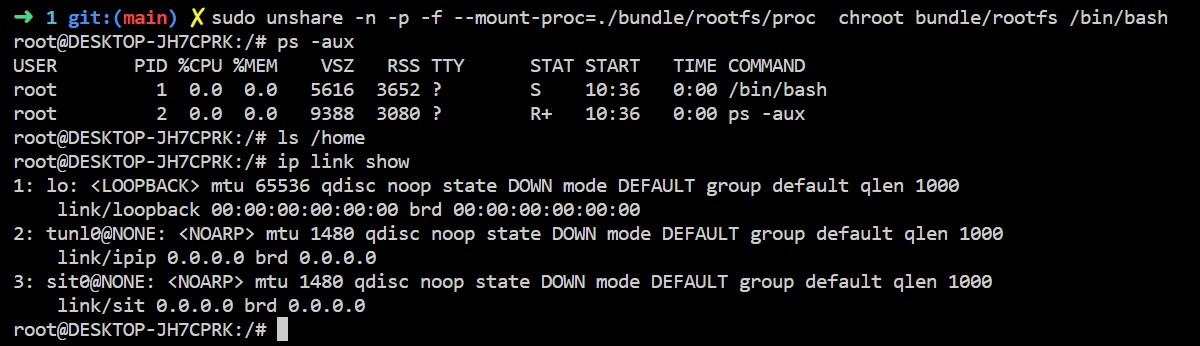 ➜ 1 git:(main) ✗ sudo unshare -n -p -f --mount-proc=./bundle/rootfs/proc  chroot bundle/rootfs /bin/bash
root@DESKTOP-JH7CPRK:/# ps -aux
USER       PID %CPU %MEM    VSZ   RSS TTY      STAT START   TIME COMMAND
root         1  0.0  0.0   5616  3652 ?        S    10:36   0:00 /bin/bash
root         2  0.0  0.0   9388  3080 ?        R+   10:36   0:00 ps -aux
root@DESKTOP-JH7CPRK:/# ls /home
root@DESKTOP-JH7CPRK:/# ip link show
1: lo: <LOOPBACK> mtu 65536 qdisc noop state DOWN mode DEFAULT group default qlen 1000
    link/loopback 00:00:00:00:00:00 brd 00:00:00:00:00:00
2: tunl0@NONE: <NOARP> mtu 1480 qdisc noop state DOWN mode DEFAULT group default qlen 1000
    link/ipip 0.0.0.0 brd 0.0.0.0
3: sit0@NONE: <NOARP> mtu 1480 qdisc noop state DOWN mode DEFAULT group default qlen 1000
    link/sit 0.0.0.0 brd 0.0.0.0
root@DESKTOP-JH7CPRK:/#